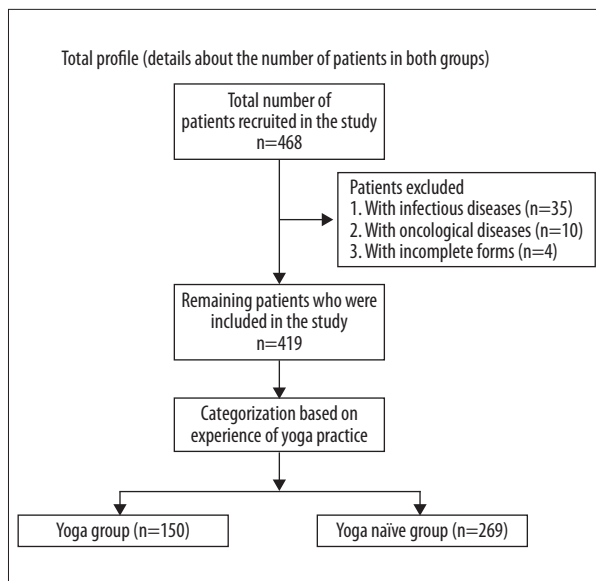 Total profile (details about the number of patients in both groups)
Total number of
patients recruited in the study
n=468
Patients excluded
1. With infectious diseases (n=35)
2. With oncological diseases (n=10)
3. With incomplete forms (n=4)
Remaining patients who were
included in the study
n=419
Categorization based on
experience of yoga practice
Yoga group (n=150)
Yoga naïve group (n=269)